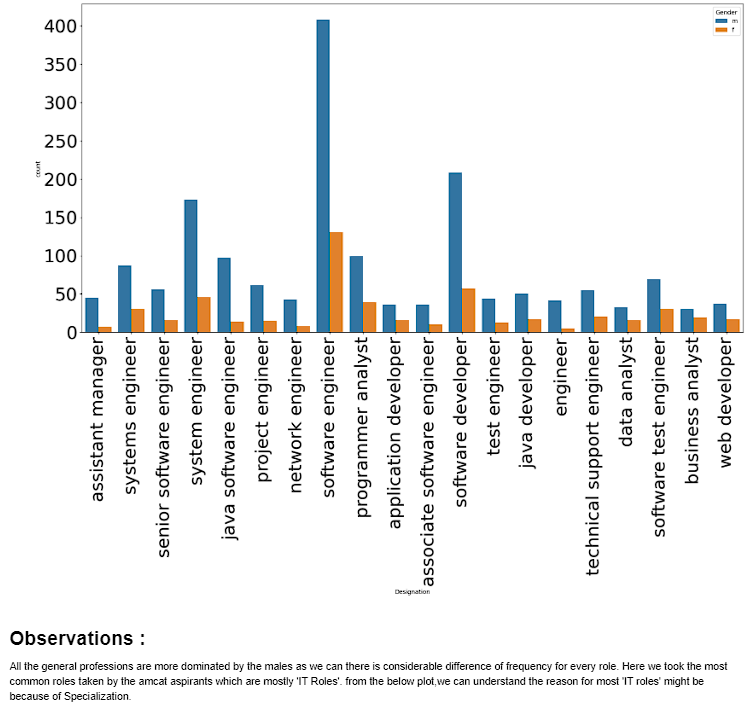 Gender
m
f
400
350
300
250
200
150
100
50
0
count
assistant manager
systems engineer
senior software engineer
system engineer
java software engineer
project engineer
network engineer
software engineer
programmer analyst
application developer
associate software engineer
software developer
test engineer
java developer
engineer
technical support engineer
data analyst
software test engineer
business analyst
web developer
Designation
Observations :
All the general professions are more dominated by the males as we can there is considerable difference of frequency for every role. Here we took the most
common roles taken by the amcat aspirants which are mostly 'IT Roles'. from the below plot,we can understand the reason for most 'IT roles' might be
because of Specialization.